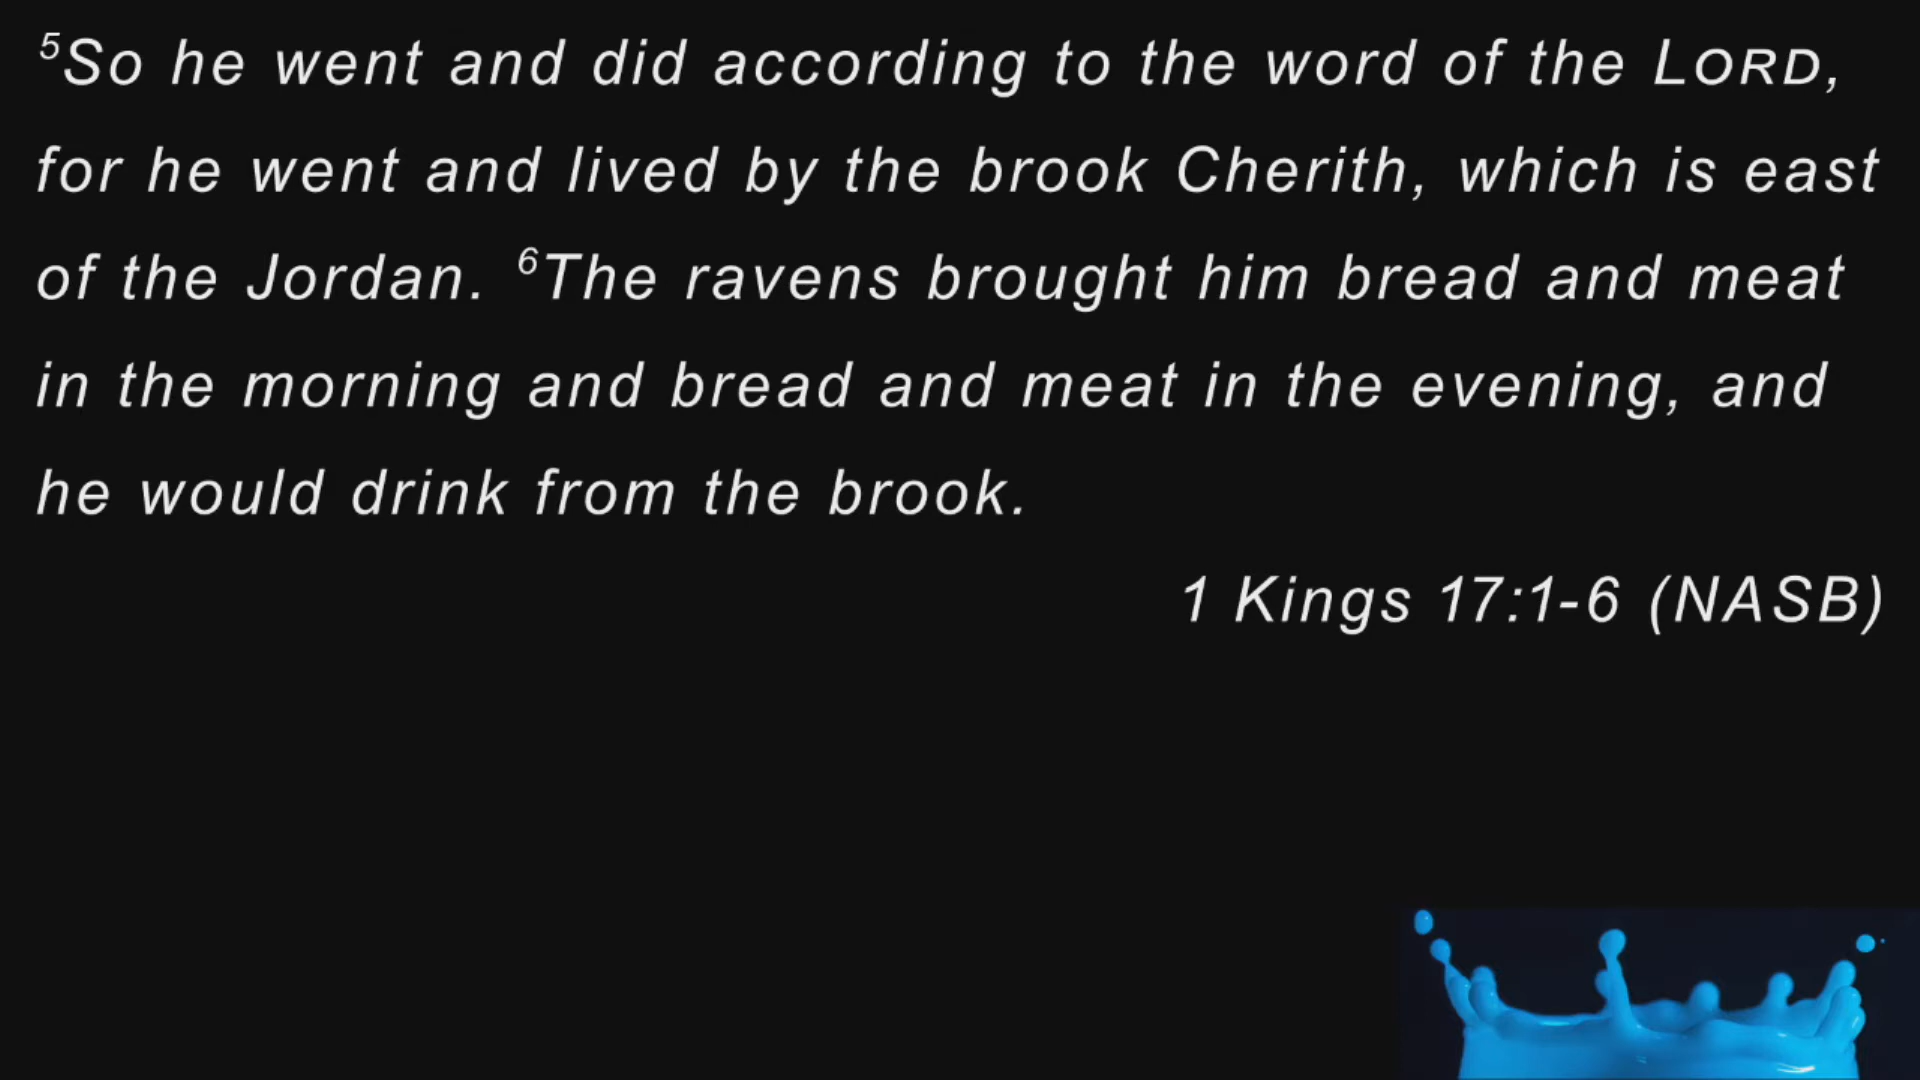 ⁵So he went and did according to the word of the LORD,
for he went and lived by the brook Cherith, which is east
of the Jordan. ⁶The ravens brought him bread and meat
in the morning and bread and meat in the evening, and
he would drink from the brook.
1 Kings 17:1-6 (NASB)